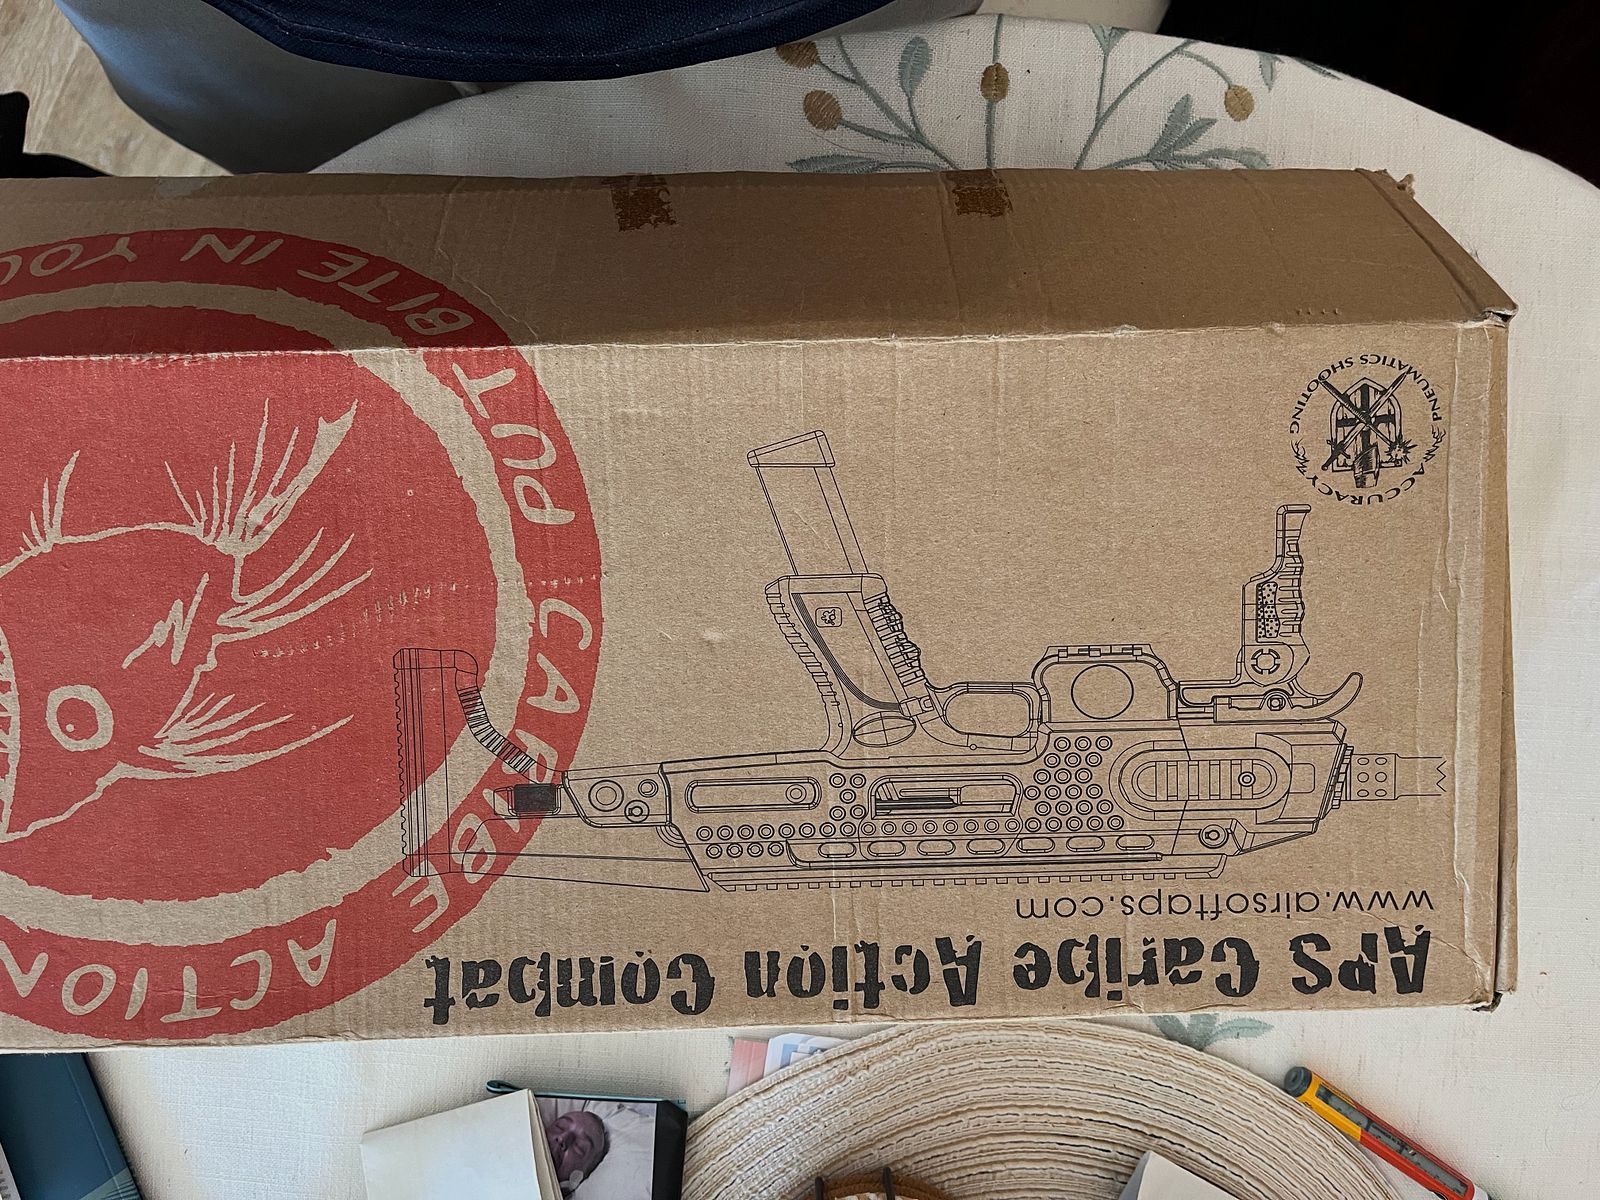 APS Caribe Action Combat
www.airsoftaps.com
ACCURACY PNEUMATICS SHOOTING
PUT CARIBE ACTION
BITE IN YOU